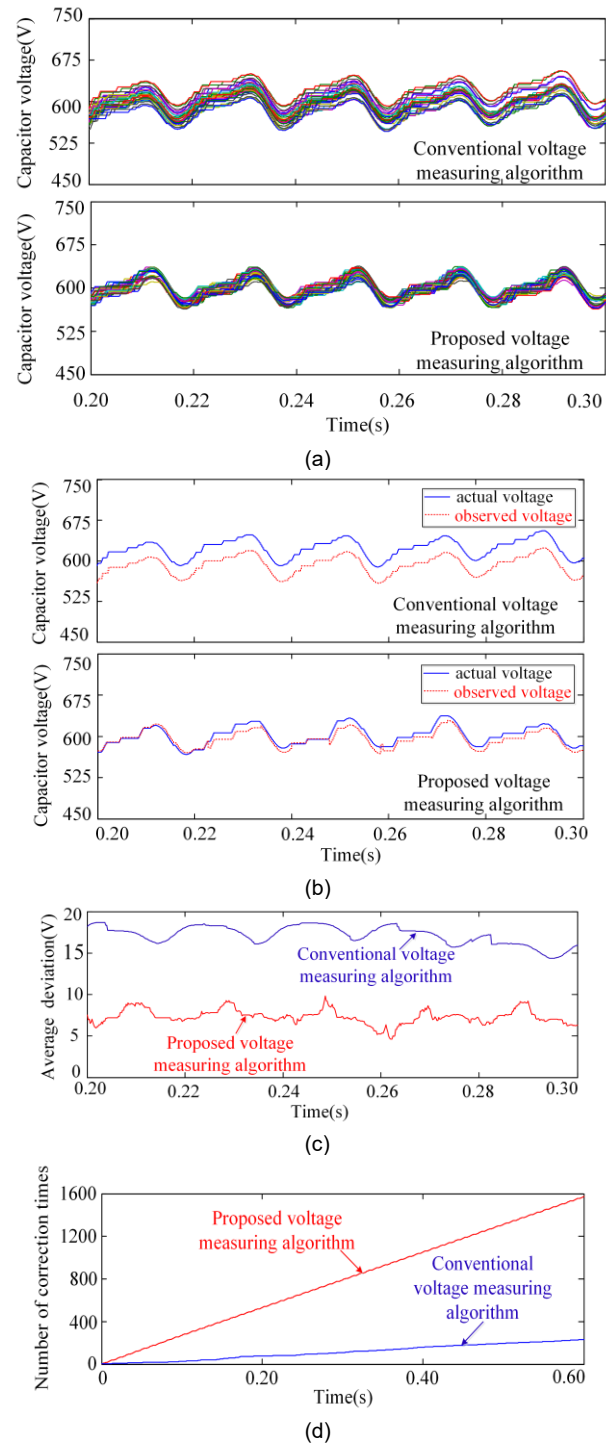 750
675
600
525
450
Capacitor voltage(V)
Conventional voltage
measuring algorithm
750
675
600
525
450
Capacitor voltage(V)
Proposed voltage
measuring algorithm
0.20 0.22 0.24 0.26 0.28 0.30
Time(s)
(a)
750
675
600
525
450
Capacitor voltage(V)
actual voltage
observed voltage
Conventional voltage
measuring algorithm
750
675
600
525
450
Capacitor voltage(V)
actual voltage
observed voltage
Proposed voltage
measuring algorithm
0.20 0.22 0.24 0.26 0.28 0.30
Time(s)
(b)
20
15
10
5
0
Average deviation(V)
Conventional voltage
measuring algorithm
Proposed voltage
measuring algorithm
0.20 0.22 0.24 0.26 0.28 0.30
Time(s)
(c)
1600
1200
800
400
0
Number of correction times
Proposed voltage
measuring algorithm
Conventional
voltage measuring
algorithm
0 0.20 0.40 0.60
Time(s)
(d)